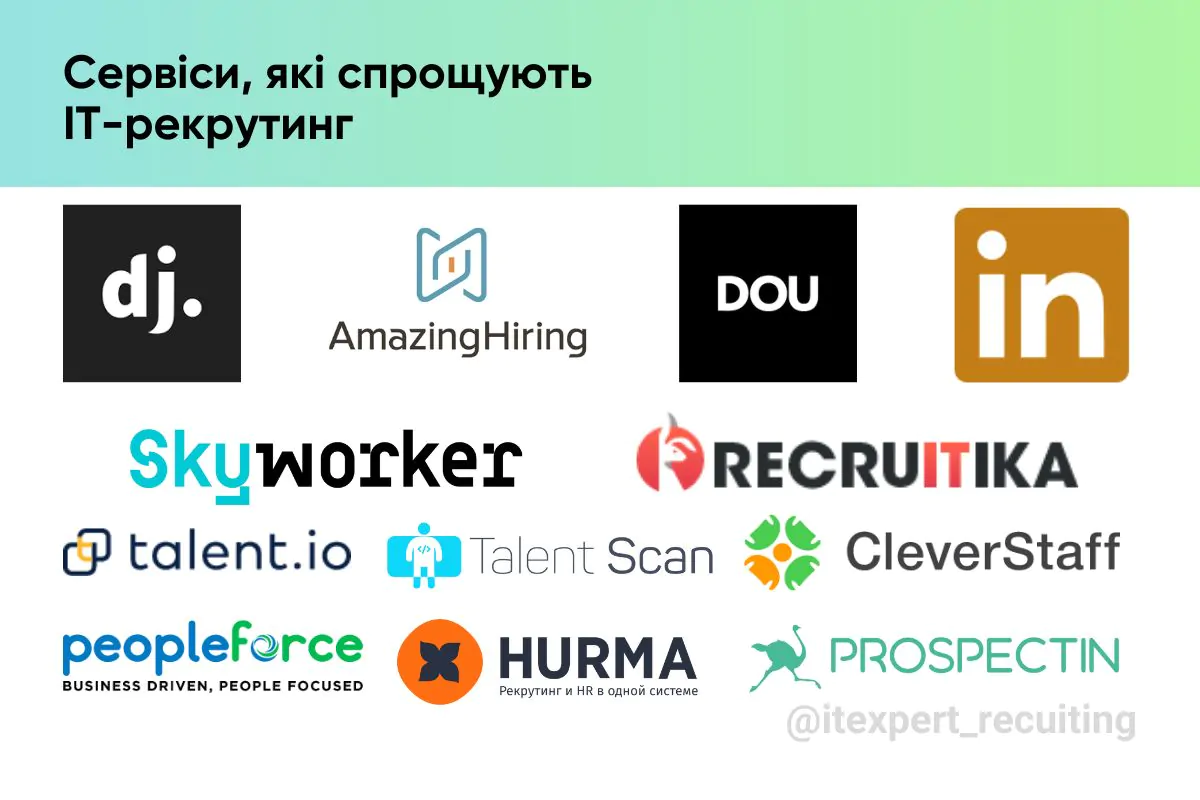 Сервіси, які спрощують
ІТ-рекрутинг
dj.
AmazingHiring
DOU
in
Skyworker
RECRUITIKA
talent.io
Talent Scan
CleverStaff
peopleforce
BUSINESS DRIVEN, PEOPLE FOCUSED
HURMA
Рекрутинг и HR в одной системе
PROSPECTIN
@itexpert_recuiting